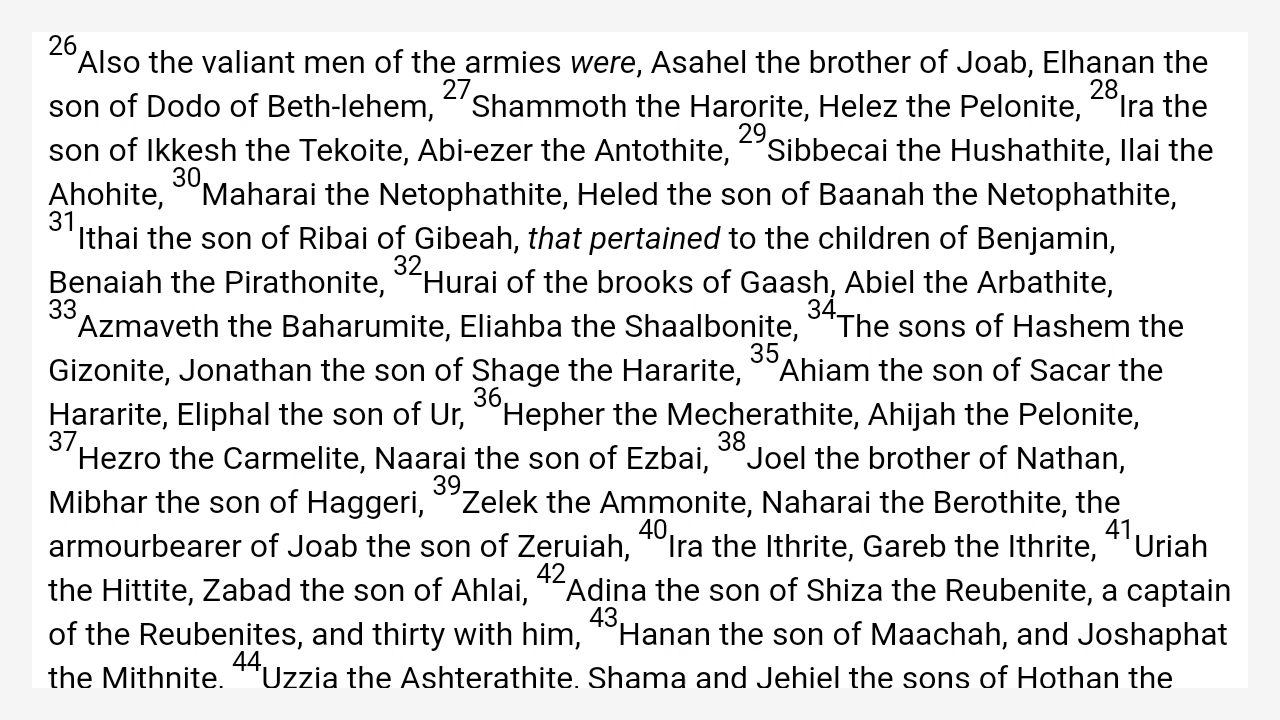 26Also the valiant men of the armies were, Asahel the brother of Joab, Elhanan the
son of Dodo of Beth-lehem, 27Shammoth the Harorite, Helez the Pelonite, 28Ira the
son of Ikkesh the Tekoite, Abi-ezer the Antothite, 29Sibbecai the Hushathite, Ilai the
Ahohite, 30Maharai the Netophathite, Heled the son of Baanah the Netophathite,
31Ithai the son of Ribai of Gibeah, that pertained to the children of Benjamin,
Benaiah the Pirathonite, 32Hurai of the brooks of Gaash, Abiel the Arbathite,
33Azmaveth the Baharumite, Eliahba the Shaalbonite, 34The sons of Hashem the
Gizonite, Jonathan the son of Shage the Hararite, 35Ahiam the son of Sacar the
Hararite, Eliphal the son of Ur, 36Hepher the Mecherathite, Ahijah the Pelonite,
37Hezro the Carmelite, Naarai the son of Ezbai, 38Joel the brother of Nathan,
Mibhar the son of Haggeri, 39Zelek the Ammonite, Naharai the Berothite, the
armourbearer of Joab the son of Zeruiah, 40Ira the Ithrite, Gareb the Ithrite, 41Uriah
the Hittite, Zabad the son of Ahlai, 42Adina the son of Shiza the Reubenite, a captain
of the Reubenites, and thirty with him, 43Hanan the son of Maachah, and Joshaphat
the Mithnite, 44Uzzia the Ashterathite, Shama and Jehiel the sons of Hothan the